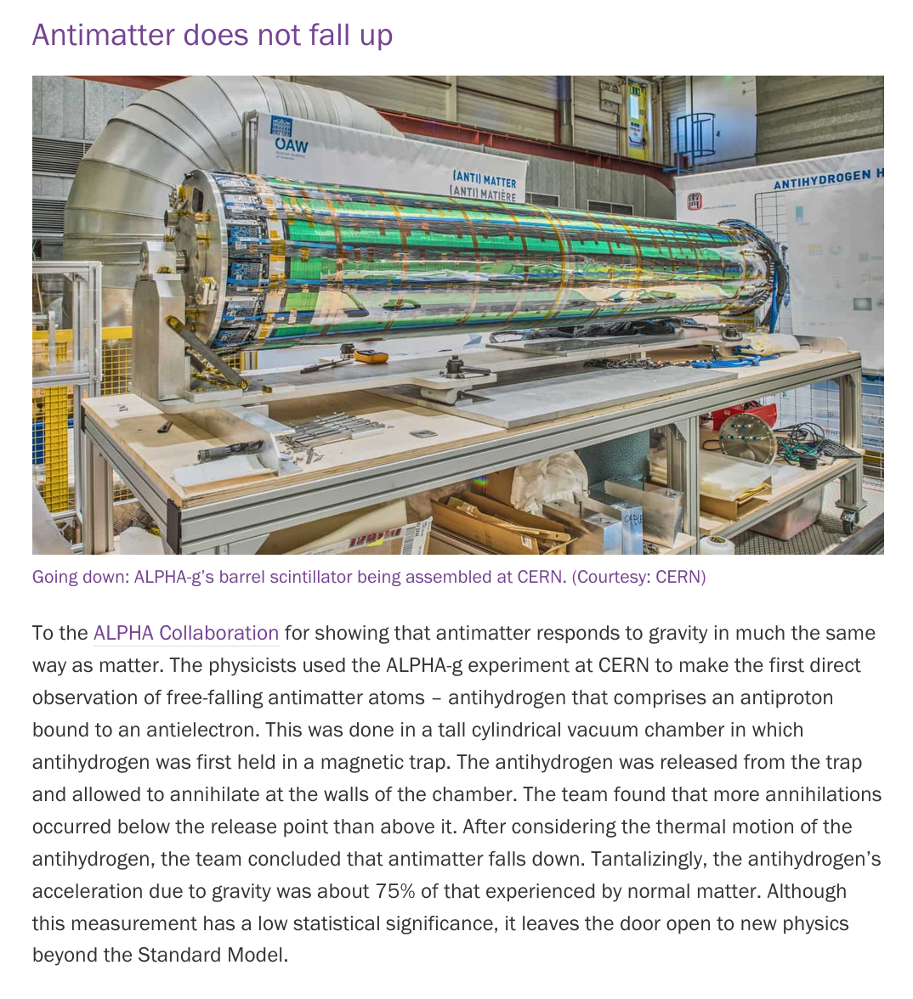 Antimatter does not fall up
ÖAW
(ANTI) MATTER
(ANTI) MATIÈRE
ANTIHYDROGEN H
Going down: ALPHA-g’s barrel scintillator being assembled at CERN. (Courtesy: CERN)
To the ALPHA Collaboration for showing that antimatter responds to gravity in much the same
way as matter. The physicists used the ALPHA-g experiment at CERN to make the first direct
observation of free-falling antimatter atoms – antihydrogen that comprises an antiproton
bound to an antielectron. This was done in a tall cylindrical vacuum chamber in which
antihydrogen was first held in a magnetic trap. The antihydrogen was released from the trap
and allowed to annihilate at the walls of the chamber. The team found that more annihilations
occurred below the release point than above it. After considering the thermal motion of the
antihydrogen, the team concluded that antimatter falls down. Tantalizingly, the antihydrogen’s
acceleration due to gravity was about 75% of that experienced by normal matter. Although
this measurement has a low statistical significance, it leaves the door open to new physics
beyond the Standard Model.